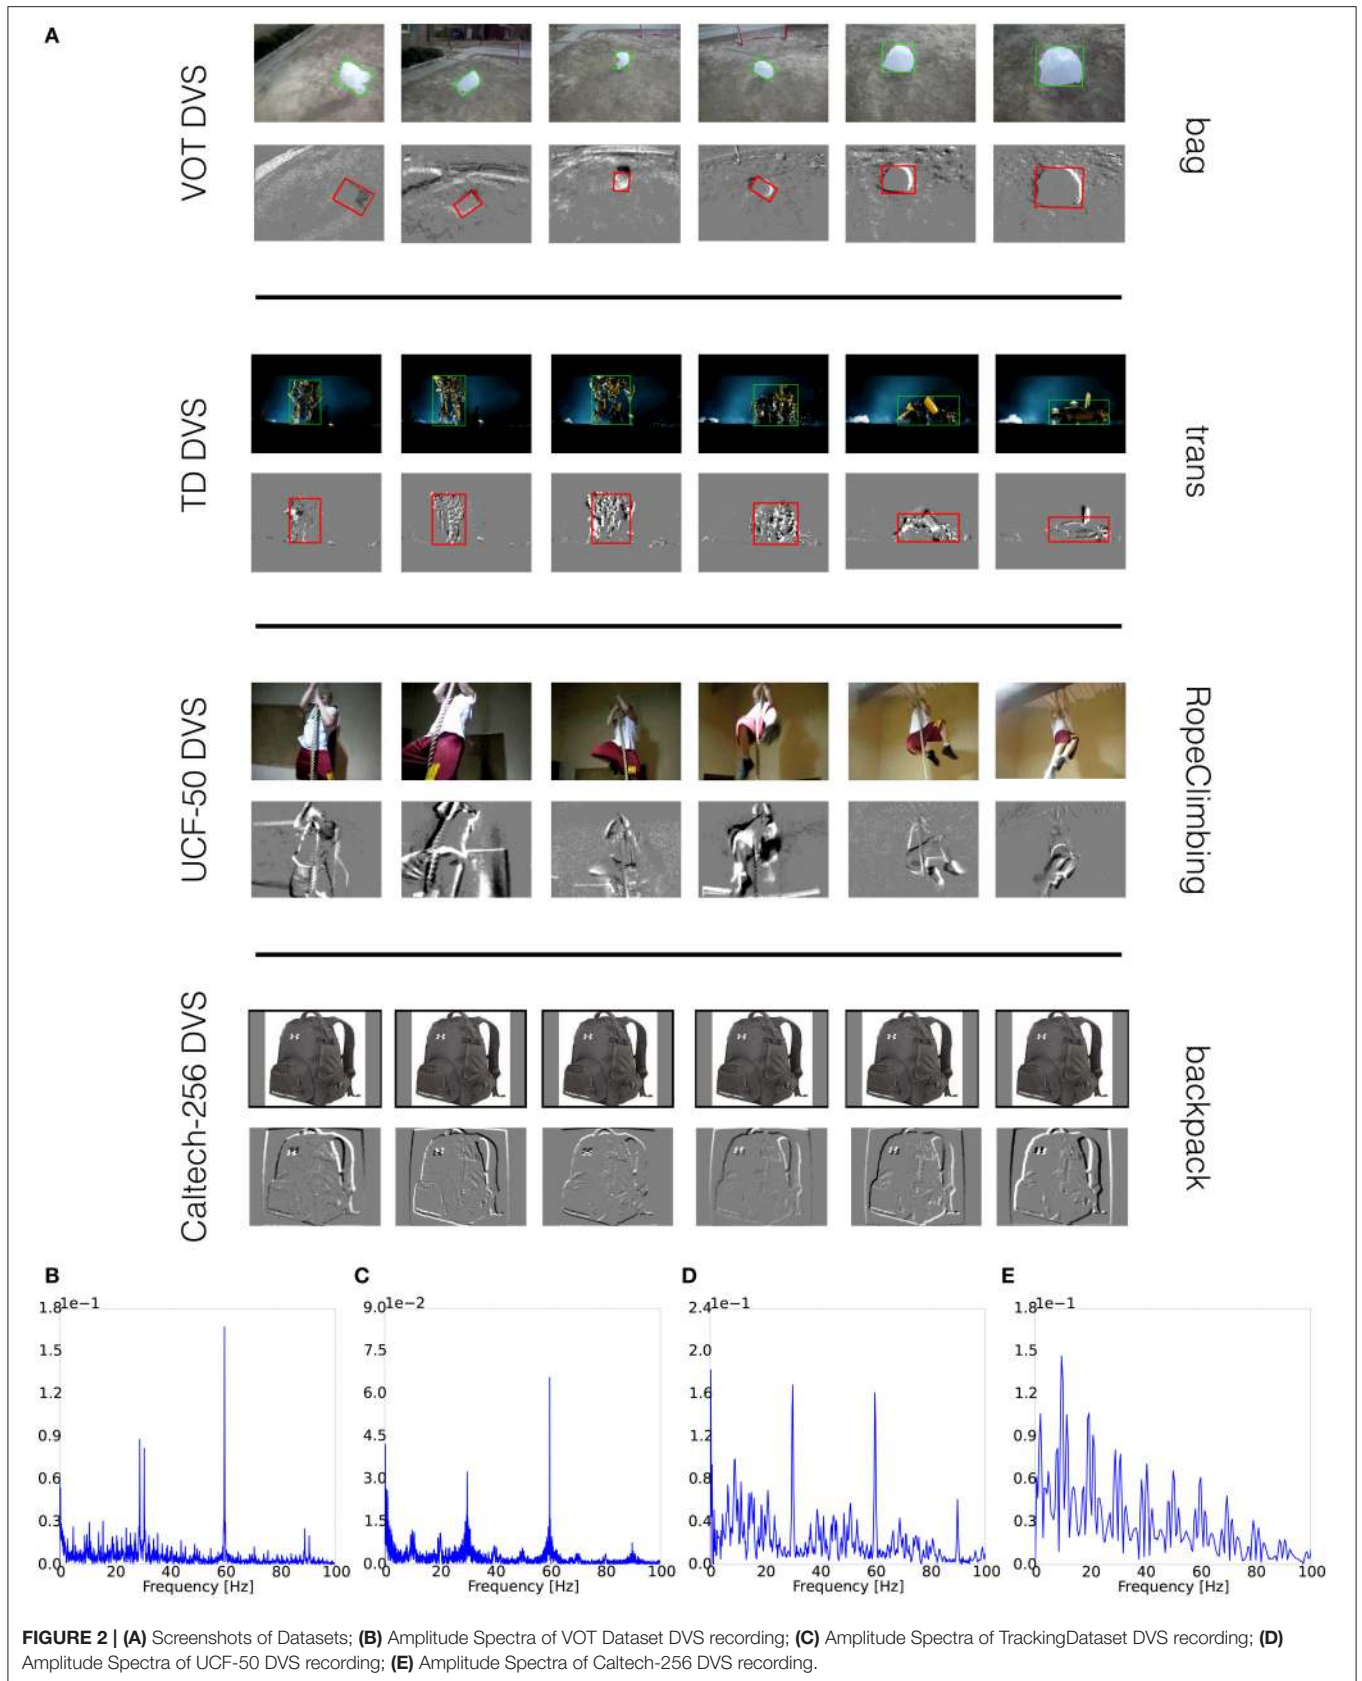 A
VOT DVS
bag
TD DVS
trans
UCF-50 DVS
RopeClimbing
Caltech-256 DVS
backpack
B
1e−1
1.8
1.5
1.2
0.9
0.6
0.3
0.0
0 20 40 60 80 100
Frequency [Hz]
C
1e−2
9.0
7.5
6.0
4.5
3.0
1.5
0.0
0 20 40 60 80 100
Frequency [Hz]
D
1e−1
2.4
2.0
1.6
1.2
0.8
0.4
0.0
0 20 40 60 80 100
Frequency [Hz]
E
1e−1
1.8
1.5
1.2
0.9
0.6
0.3
0.0
0 20 40 60 80 100
Frequency [Hz]
FIGURE 2 | (A) Screenshots of Datasets; (B) Amplitude Spectra of VOT Dataset DVS recording; (C) Amplitude Spectra of TrackingDataset DVS recording; (D)
Amplitude Spectra of UCF-50 DVS recording; (E) Amplitude Spectra of Caltech-256 DVS recording.